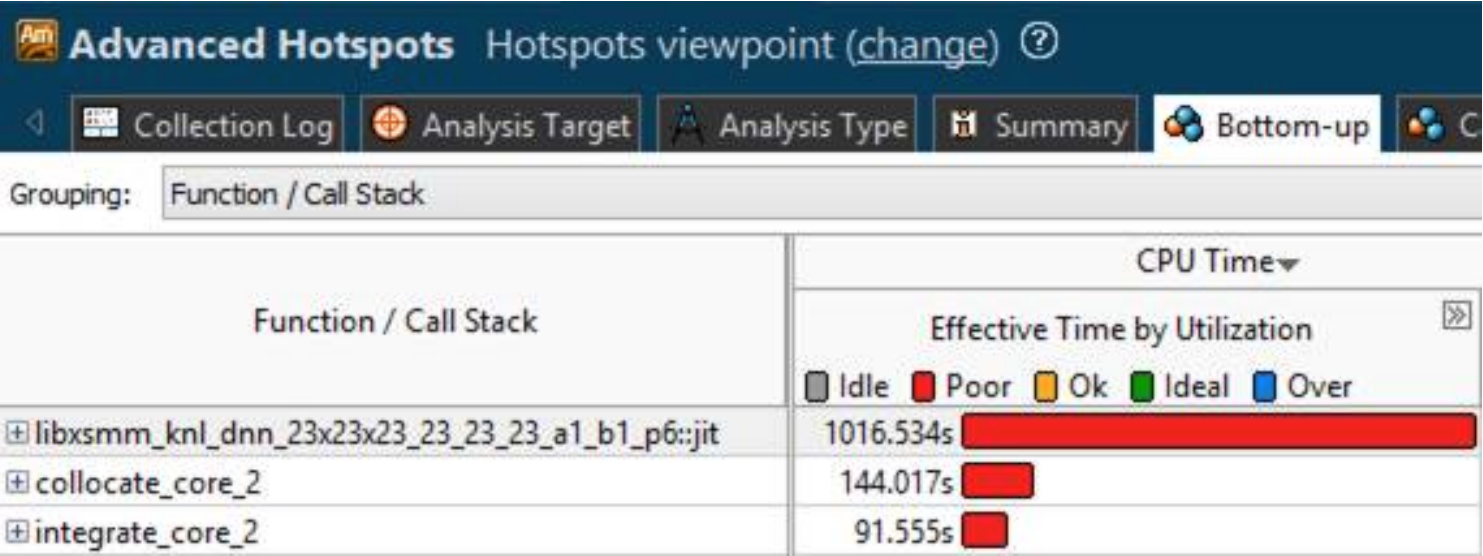 Am Advanced Hotspots Hotspots viewpoint (change) ?
Collection Log Analysis Target Analysis Type Summary Bottom-up C
Grouping: Function / Call Stack
CPU Time
Function / Call Stack
Effective Time by Utilization
Idle Poor Ok Ideal Over
libxsmm_knl_dnn_23x23x23_23_23_23_a1_b1_p6::jit 1016.534s
collocate_core_2 144.017s
integrate_core_2 91.555s